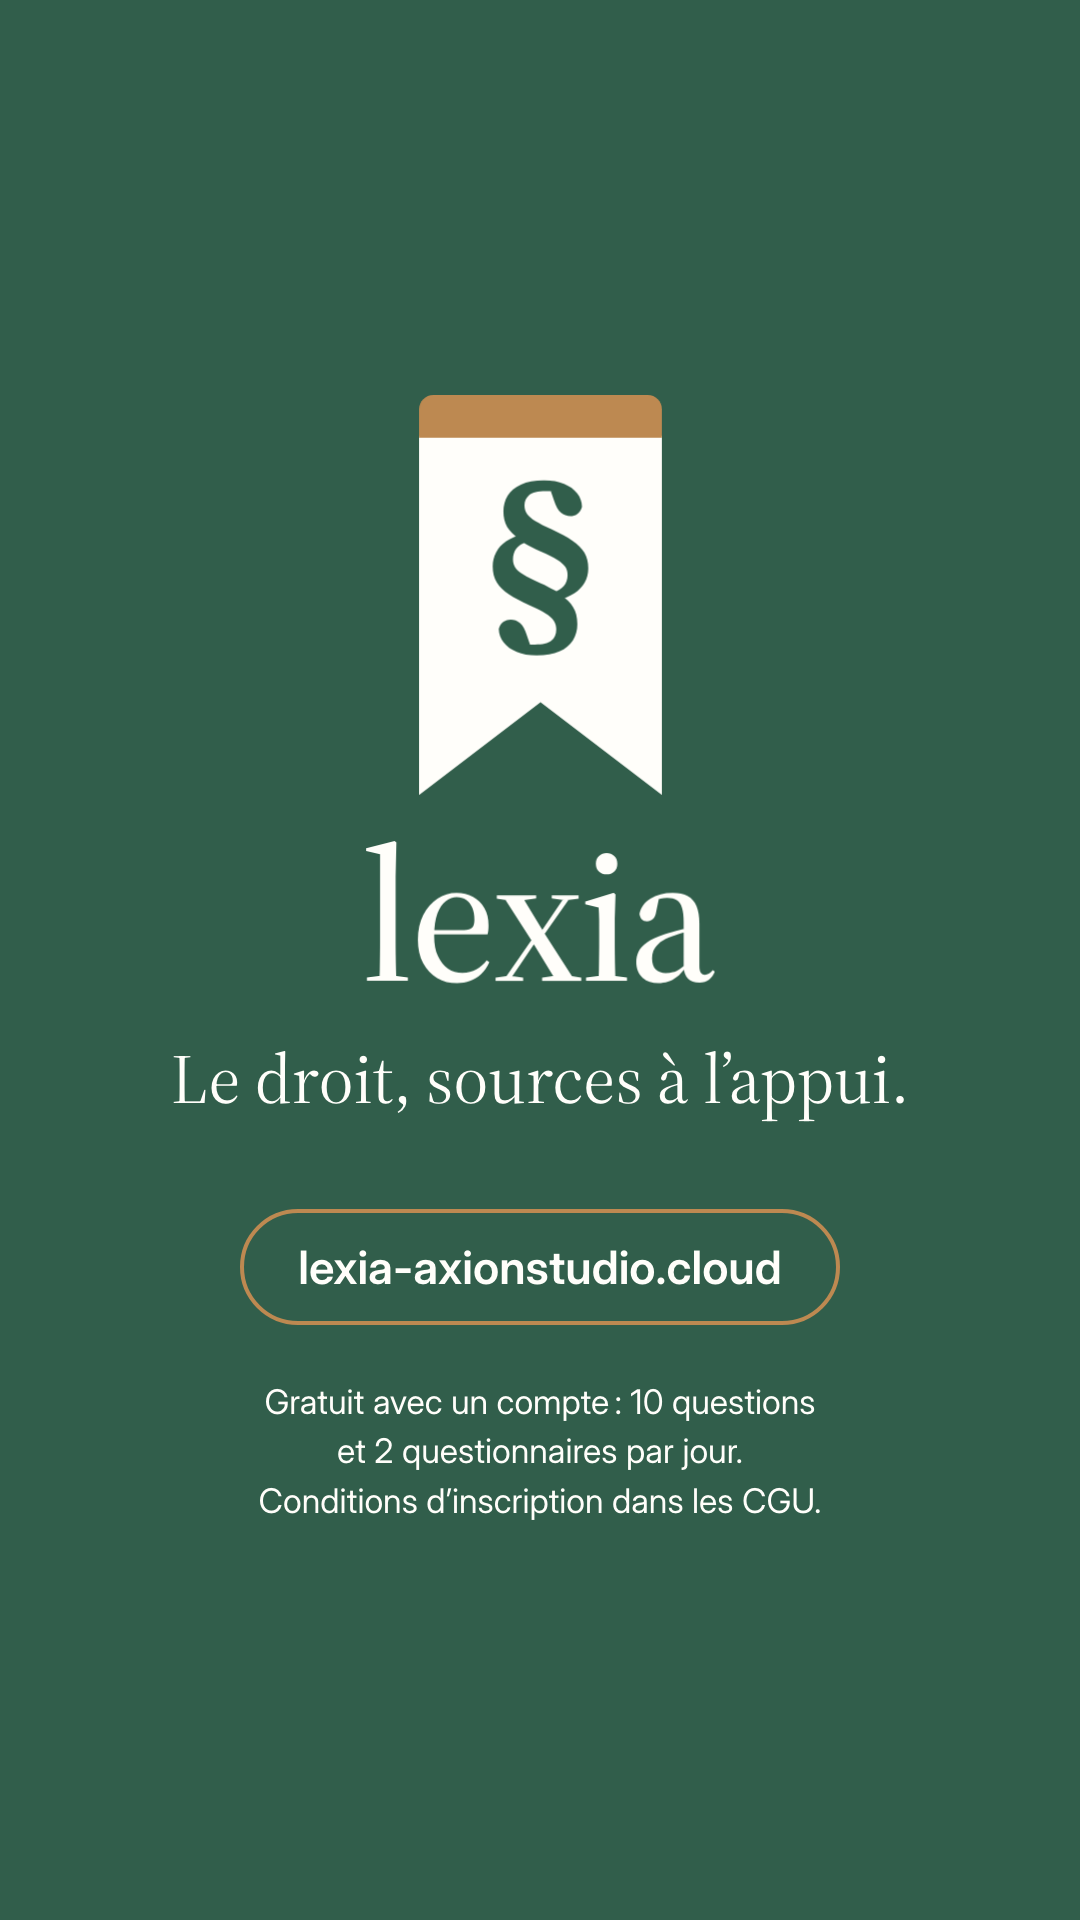 §
lexia
Le droit, sources à l’appui.
lexia-axionstudio.cloud
Gratuit avec un compte : 10 questions
et 2 questionnaires par jour.
Conditions d’inscription dans les CGU.